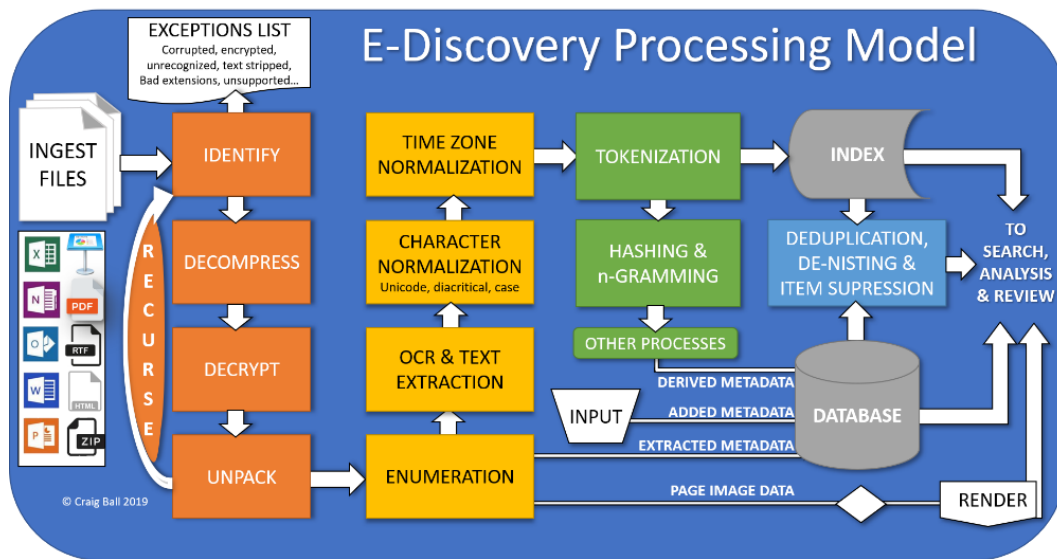 E-Discovery Processing Model
EXCEPTIONS LIST
Corrupted, encrypted,
unrecognized, text stripped,
Bad extensions, unsupported...
INGEST
FILES
IDENTIFY
DECOMPRESS
DECRYPT
UNPACK
RECURSE
X
N
PDF
O
RTF
W
HTML
P
ZIP
© Craig Ball 2019
TIME ZONE
NORMALIZATION
CHARACTER
NORMALIZATION
Unicode, diacritical, case
OCR & TEXT
EXTRACTION
ENUMERATION
TOKENIZATION
HASHING &
n-GRAMMING
OTHER PROCESSES
DERIVED METADATA
INPUT
ADDED METADATA
EXTRACTED METADATA
PAGE IMAGE DATA
INDEX
DEDUPLICATION,
DE-NISTING &
ITEM SUPRESSION
DATABASE
RENDER
TO
SEARCH,
ANALYSIS
& REVIEW